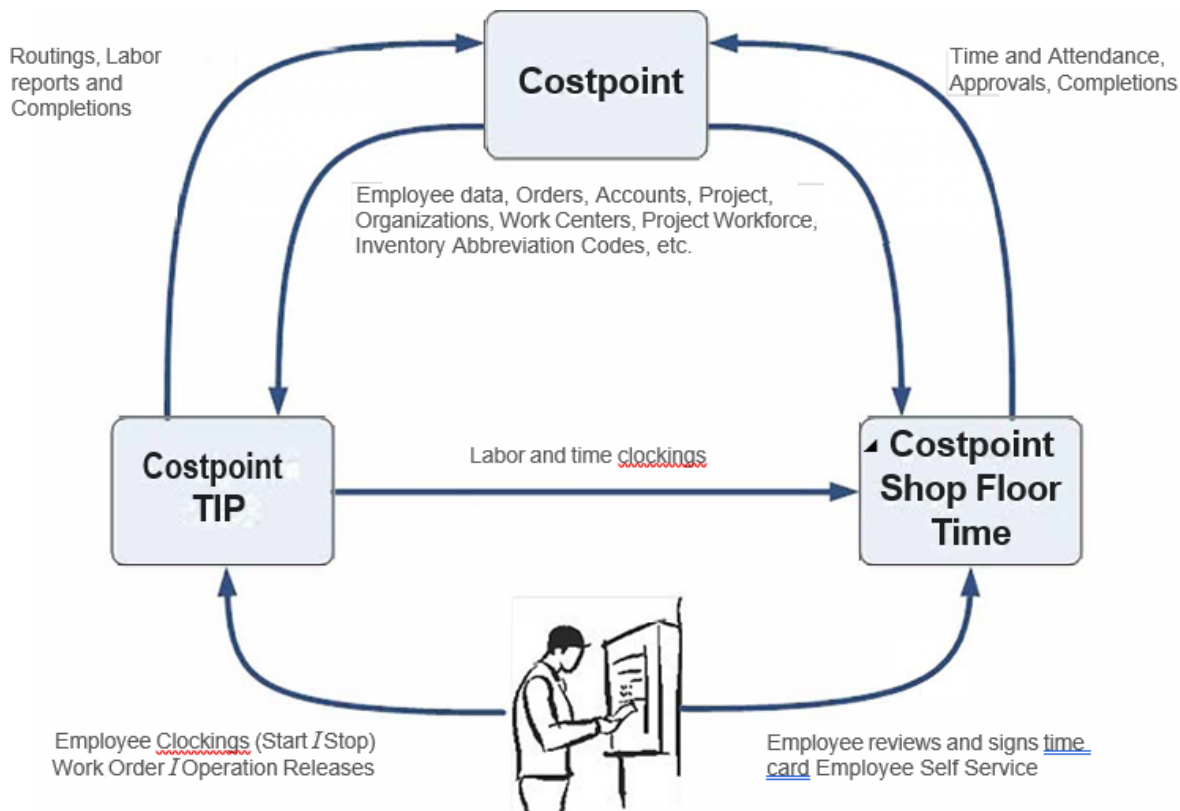 Costpoint
Routings, Labor
reports and
Completions
Time and Attendance,
Approvals, Completions
Employee data, Orders, Accounts, Project,
Organizations, Work Centers, Project Workforce,
Inventory Abbreviation Codes, etc.
Costpoint
TIP
Labor and time clockings
Costpoint
Shop Floor
Time
Employee Clockings (Start I Stop)
Work Order I Operation Releases
Employee reviews and signs time
card Employee Self Service